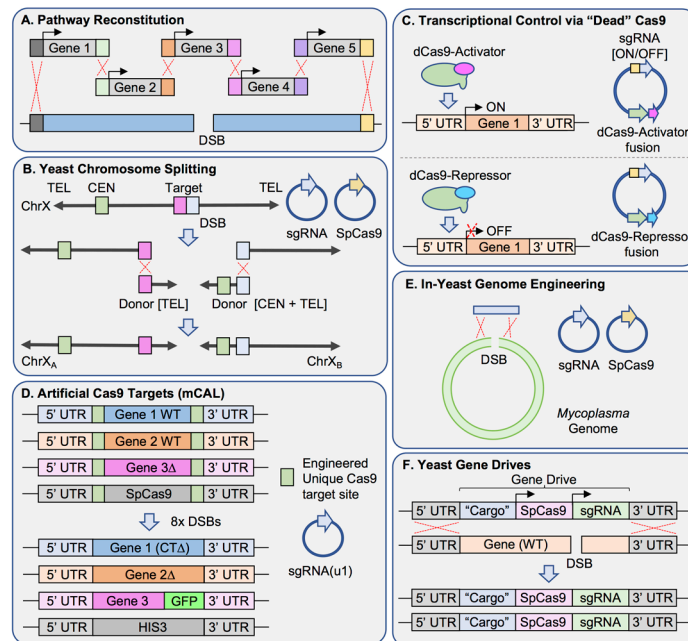 A. Pathway Reconstitution
Gene 1
Gene 3
Gene 5
Gene 2
Gene 4
DSB
B. Yeast Chromosome Splitting
TEL CEN Target TEL
ChrX
DSB
sgRNA SpCas9
Donor [TEL] Donor [CEN + TEL]
ChrXA ChrXB
D. Artificial Cas9 Targets (mCAL)
5' UTR Gene 1 WT 3' UTR
5' UTR Gene 2 WT 3' UTR
5' UTR Gene 3Δ 3' UTR
5' UTR SpCas9 3' UTR
Engineered
Unique Cas9
target site
8x DSBs
sgRNA(u1)
5' UTR Gene 1 (CTΔ) 3' UTR
5' UTR Gene 2Δ 3' UTR
5' UTR Gene 3 GFP 3' UTR
5' UTR HIS3 3' UTR
C. Transcriptional Control via "Dead" Cas9
dCas9-Activator
sgRNA
[ON/OFF]
ON
5' UTR Gene 1 3' UTR
dCas9-Activator
fusion
dCas9-Repressor
OFF
5' UTR Gene 1 3' UTR
dCas9-Repressor
fusion
E. In-Yeast Genome Engineering
DSB
sgRNA SpCas9
Mycoplasma
Genome
F. Yeast Gene Drives
Gene Drive
5' UTR "Cargo" SpCas9 sgRNA 3' UTR
5' UTR Gene (WT) 3' UTR
DSB
5' UTR "Cargo" SpCas9 sgRNA 3' UTR
5' UTR "Cargo" SpCas9 sgRNA 3' UTR